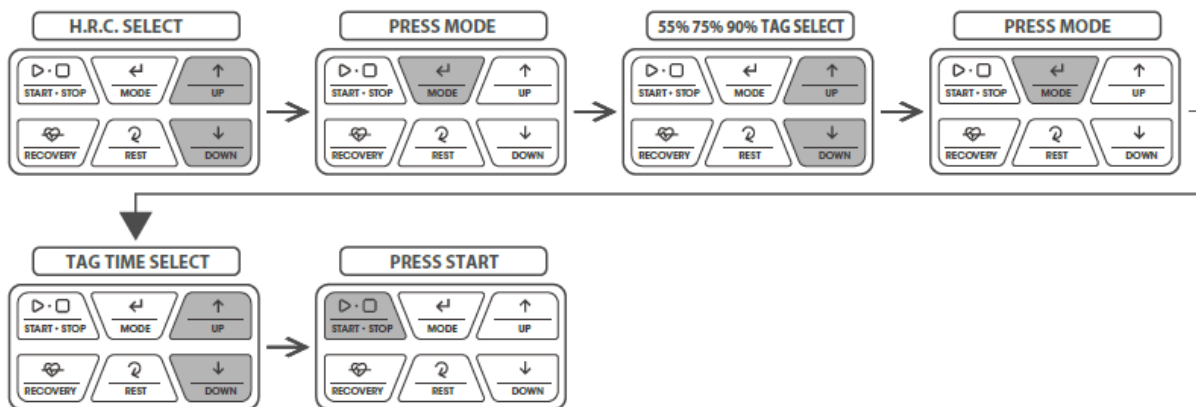 H.R.C. SELECT
START • STOP MODE UP
RECOVERY REST DOWN
PRESS MODE
START • STOP MODE UP
RECOVERY REST DOWN
55% 75% 90% TAG SELECT
START • STOP MODE UP
RECOVERY REST DOWN
PRESS MODE
START • STOP MODE UP
RECOVERY REST DOWN
TAG TIME SELECT
START • STOP MODE UP
RECOVERY REST DOWN
PRESS START
START • STOP MODE UP
RECOVERY REST DOWN